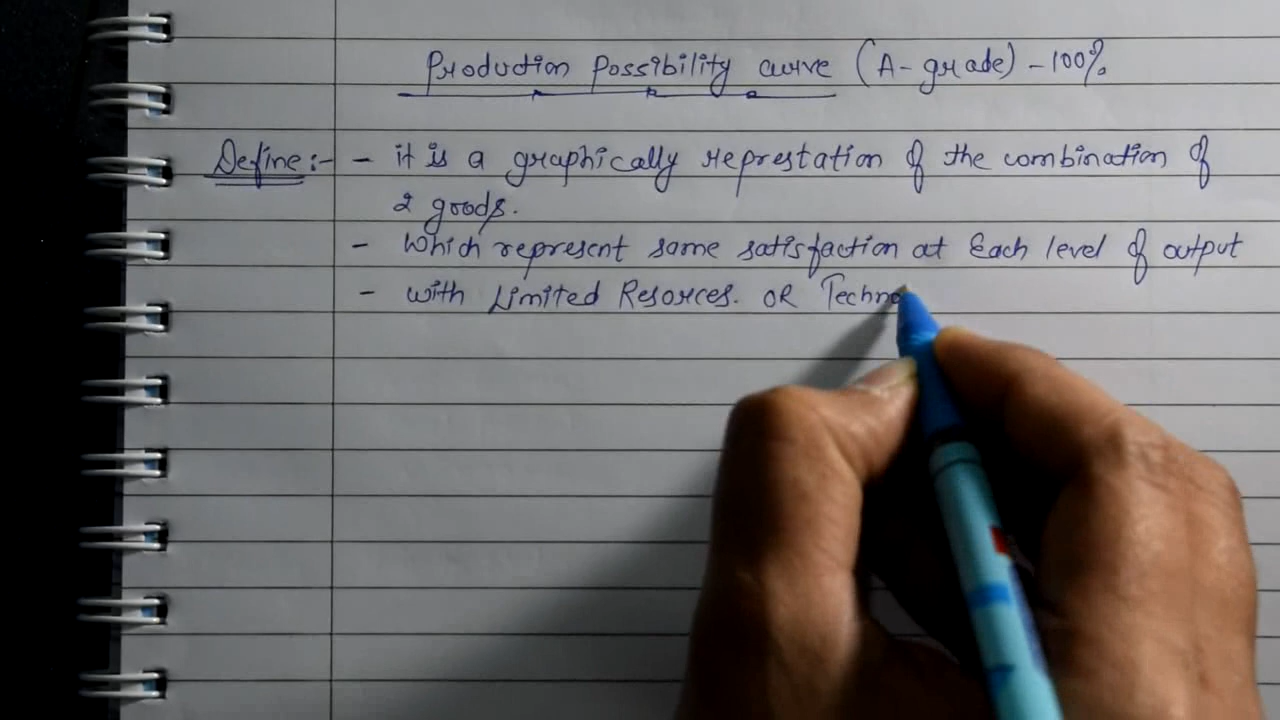 Production Possibility curve (A-grade) - 100%
Define:- - it is a graphically represtation of the combination of
2 goods.
- Which represent same satisfaction at Each level of output
- with Limited Resorces. OR Techno